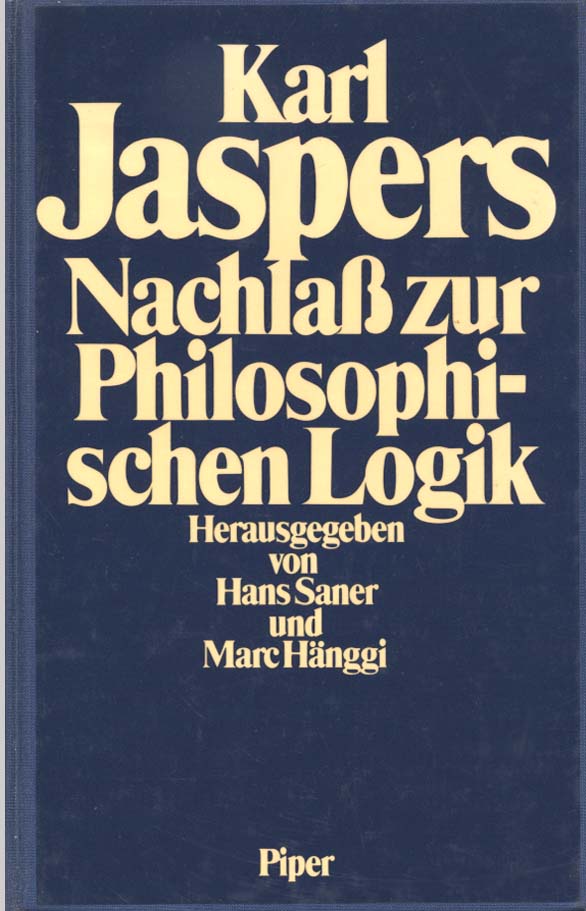 Karl
Jaspers
Nachlaß zur
Philosophi-
schen Logik
Herausgegeben
von
Hans Saner
und
Marc Hänggi
Piper